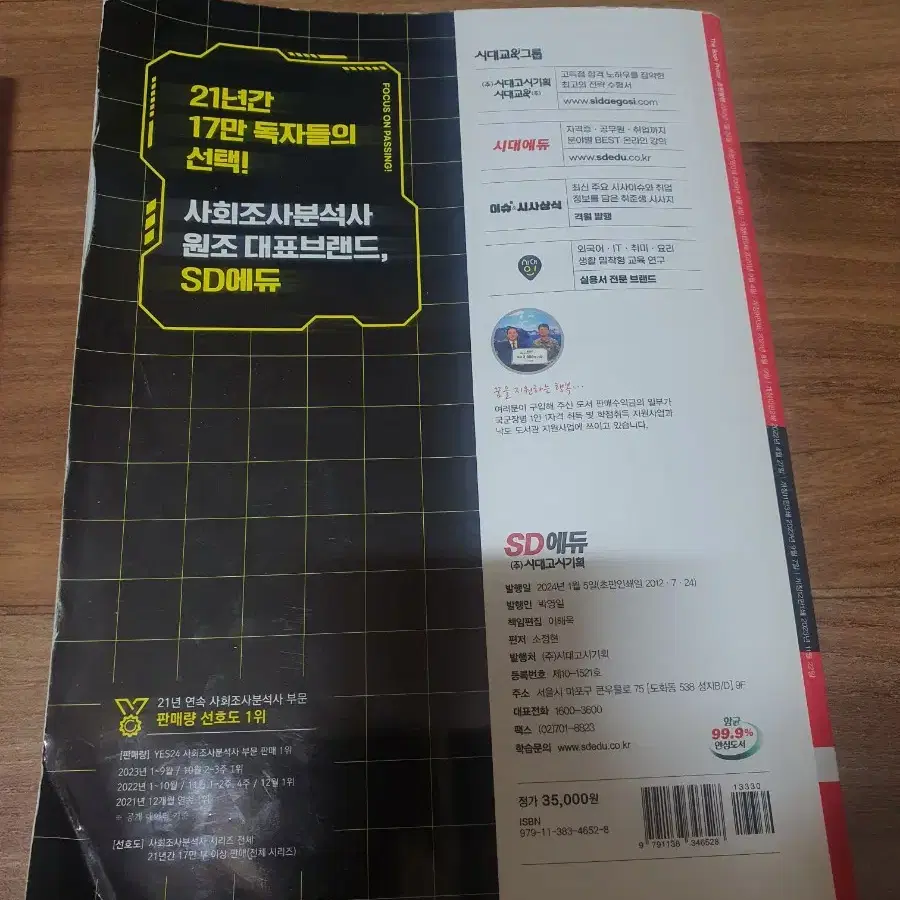 21년간
17만 독자들의
선택!
FOCUS ON PASSING!
사회조사분석사
원조 대표브랜드,
SD에듀
21년 연속 사회조사분석사 부문
판매량 선호도 1위
[판매량] YES24 사회조사분석사 부문 판매 1위
2023년 1~9월 / 10월 2~3주 1위
2022년 1~10월 / 11월 1~2주, 4주 / 12월 1위
2021년 12개월 연속 1위
※ 공개 데이터 기준
[선호도] 사회조사분석사 시리즈 전체
21년간 17만 부 이상 판매(전체 시리즈)
시대교육그룹
(주)시대고시기획
시대교육(주)
고득점 합격 노하우를 집약한
최고의 전략 수험서
www.sidaegosi.com
시대에듀
자격증 · 공무원 · 취업까지
분야별 BEST 온라인 강의
www.sdedu.co.kr
이슈&시사상식
최신 주요 시사이슈와 취업
정보를 담은 취준생 시사지
격월 발행
시대인
외국어 · IT · 취미 · 요리
생활 밀착형 교육 연구
실용서 전문 브랜드
꿈을 지원하는 행복...
여러분이 구입해 주신 도서 판매수익금의 일부가
국군장병 1인 1자격 취득 및 학점취득 지원사업과
낙도 도서관 지원사업에 쓰이고 있습니다.
SD에듀
(주)시대고시기획
발행일 2024년 1월 5일(초판인쇄일 2012 · 7 · 24)
발행인 박영일
책임편집 이해욱
편저 소정현
발행처 (주)시대고시기획
등록번호 제10-1521호
주소 서울시 마포구 큰우물로 75 [도화동 538 성지B/D] 9F
대표전화 1600-3600
팩스 (02)701-8823
학습문의 www.sdedu.co.kr
항균
99.9%
안심도서
정가 35,000원
ISBN
979-11-383-4652-8
13330
9 791138 346528